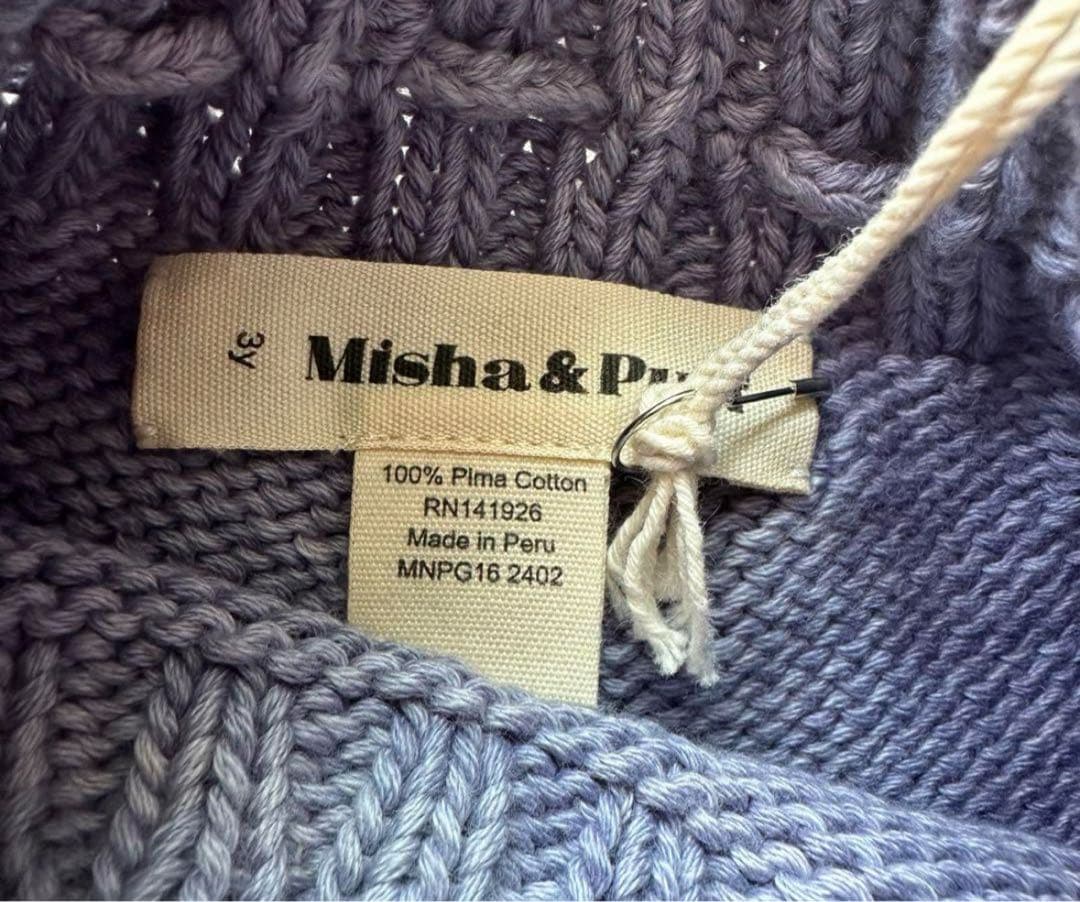 3y
Misha &
100% Pima Cotton
RN141926
Made in Peru
MNPG16 2402